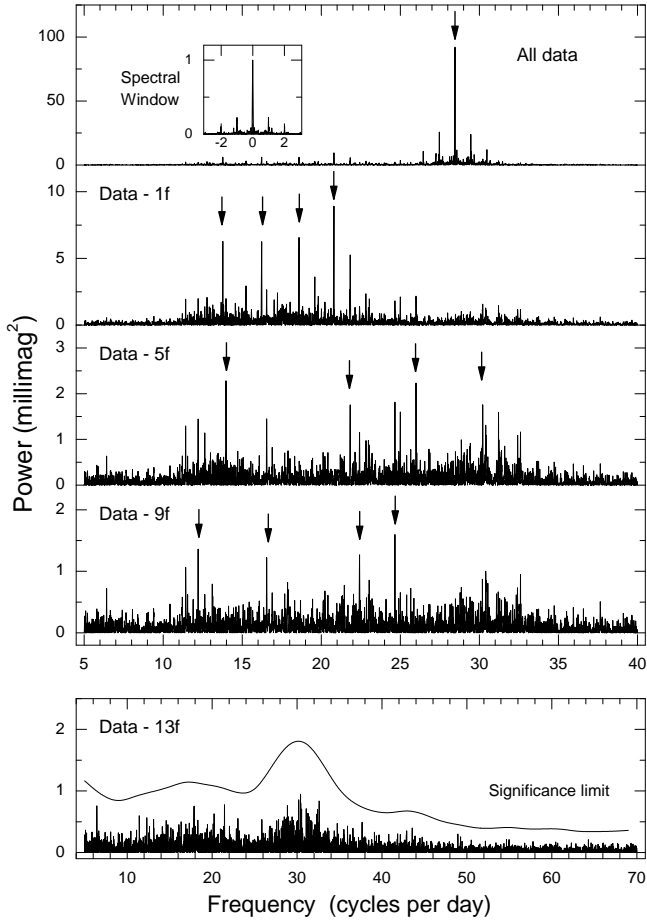 100
50
0
All data
Spectral
Window
1
0
-2 0 2
10
5
0
Data - 1f
3
2
1
0
Data - 5f
2
1
0
Data - 9f
5 10 15 20 25 30 35 40
Power (millimag²)
2
1
0
Data - 13f
Significance limit
10 20 30 40 50 60 70
Frequency (cycles per day)